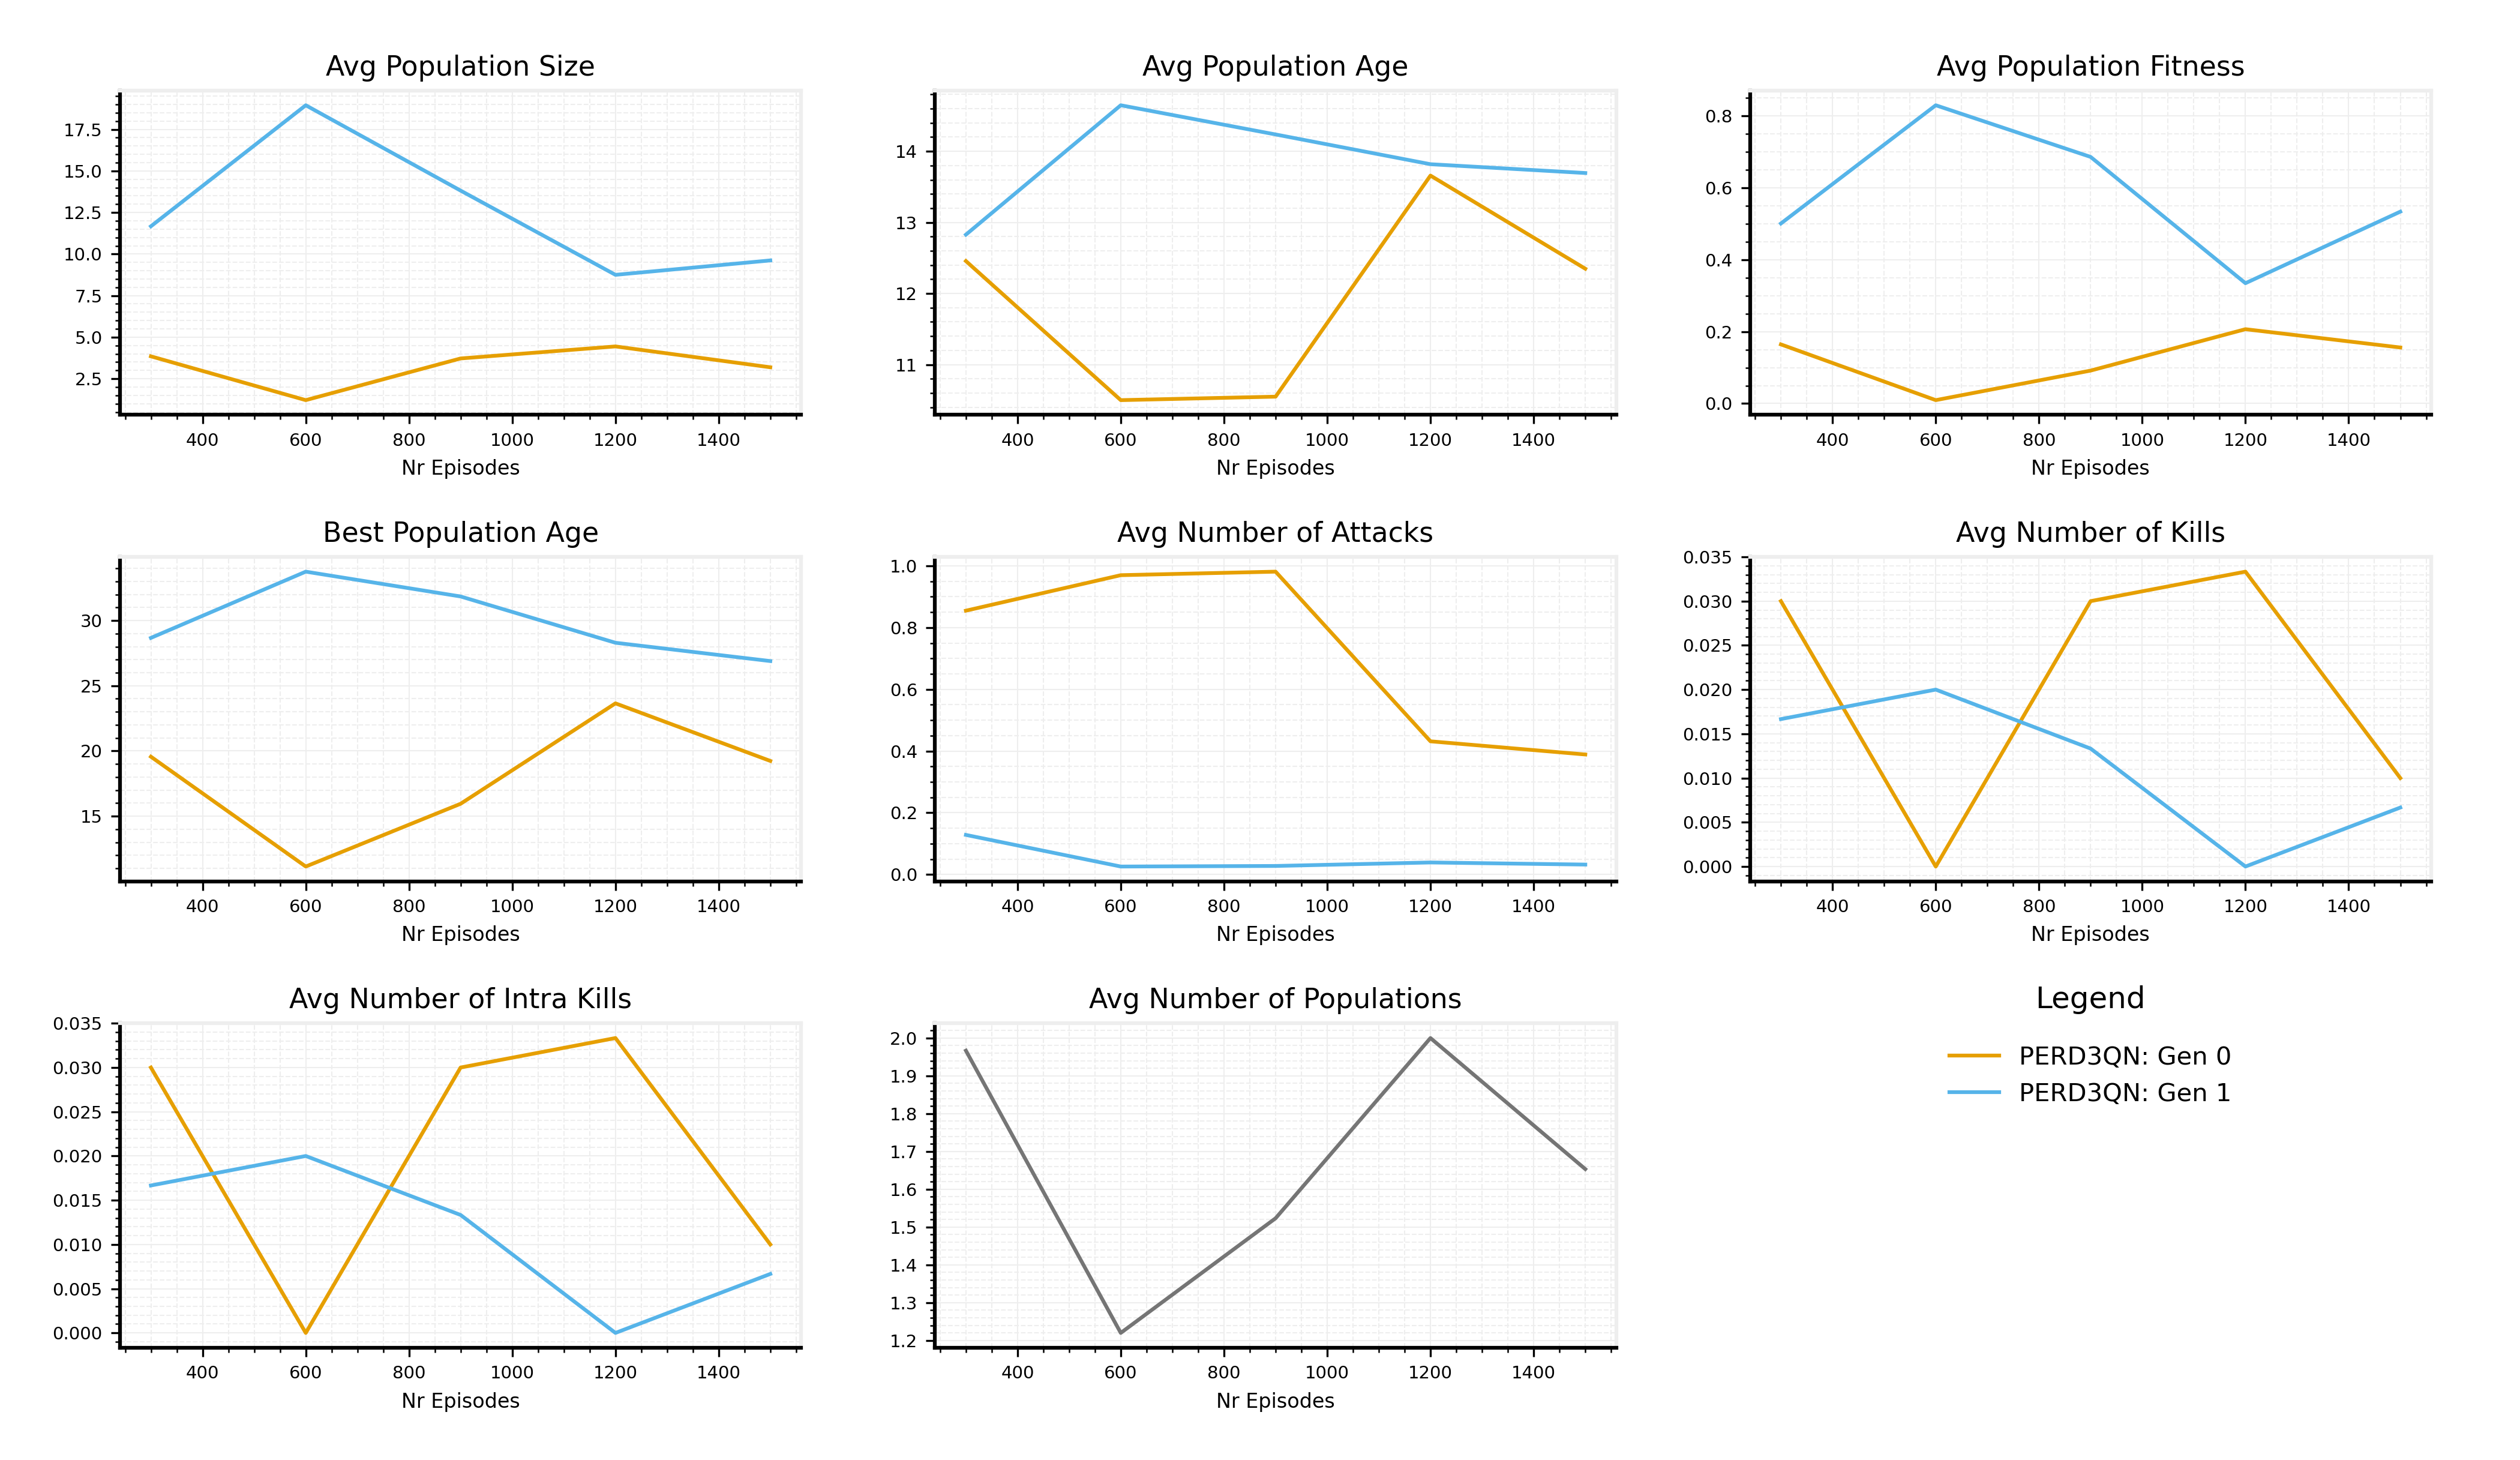 Avg Population Size
17.5
15.0
12.5
10.0
7.5
5.0
2.5
400 600 800 1000 1200 1400
Nr Episodes
Avg Population Age
14
13
12
11
400 600 800 1000 1200 1400
Nr Episodes
Avg Population Fitness
0.8
0.6
0.4
0.2
0.0
400 600 800 1000 1200 1400
Nr Episodes
Best Population Age
30
25
20
15
400 600 800 1000 1200 1400
Nr Episodes
Avg Number of Attacks
1.0
0.8
0.6
0.4
0.2
0.0
400 600 800 1000 1200 1400
Nr Episodes
Avg Number of Kills
0.035
0.030
0.025
0.020
0.015
0.010
0.005
0.000
400 600 800 1000 1200 1400
Nr Episodes
Avg Number of Intra Kills
0.035
0.030
0.025
0.020
0.015
0.010
0.005
0.000
400 600 800 1000 1200 1400
Nr Episodes
Avg Number of Populations
2.0
1.9
1.8
1.7
1.6
1.5
1.4
1.3
1.2
400 600 800 1000 1200 1400
Nr Episodes
Legend
PERD3QN: Gen 0
PERD3QN: Gen 1